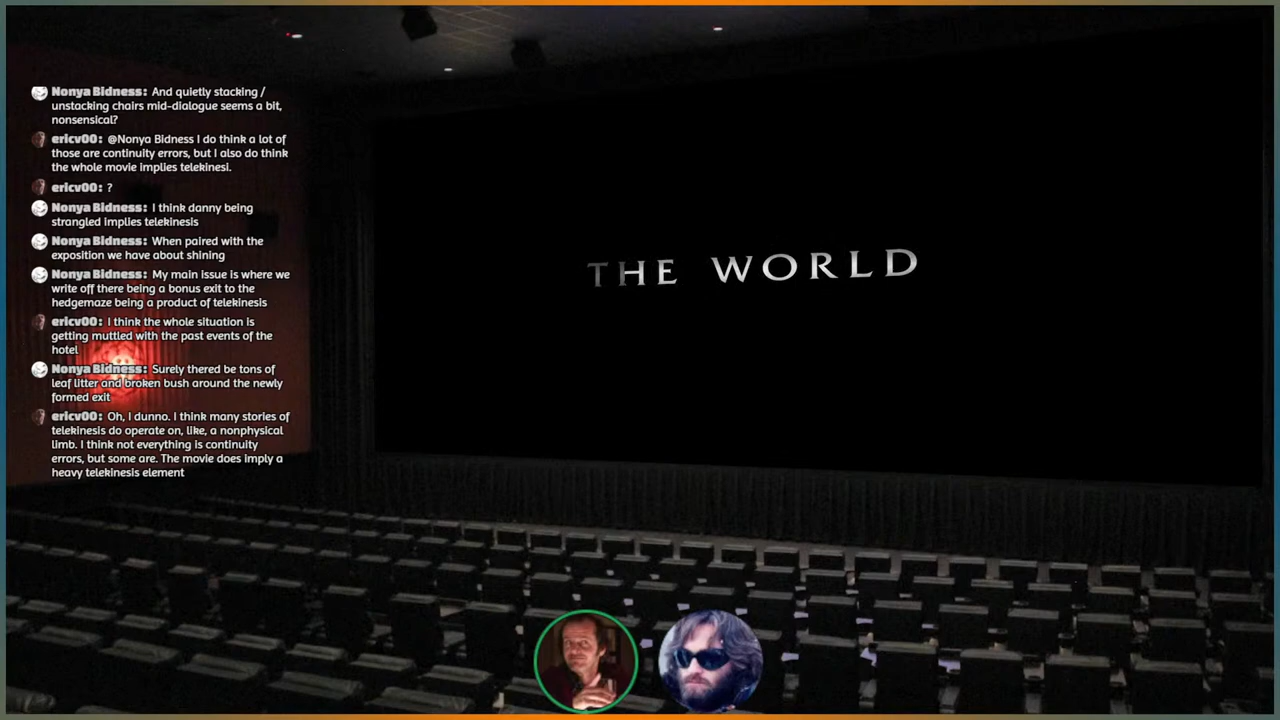 Nonya Bidness: And quietly stacking /
unstacking chairs mid-dialogue seems a bit,
nonsensical?
ericv00: @Nonya Bidness I do think a lot of
those are continuity errors, but I also do think
the whole movie implies telekinesi.
ericv00: ?
Nonya Bidness: I think danny being
strangled implies telekinesis
Nonya Bidness: When paired with the
exposition we have about shining
Nonya Bidness: My main issue is where we
write off there being a bonus exit to the
hedgemaze being a product of telekinesis
ericv00: I think the whole situation is
getting muttled with the past events of the
hotel
Nonya Bidness: Surely thered be tons of
leaf litter and broken bush around the newly
formed exit
ericv00: Oh, I dunno. I think many stories of
telekinesis do operate on, like, a nonphysical
limb. I think not everything is continuity
errors, but some are. The movie does imply a
heavy telekinesis element
THE WORLD